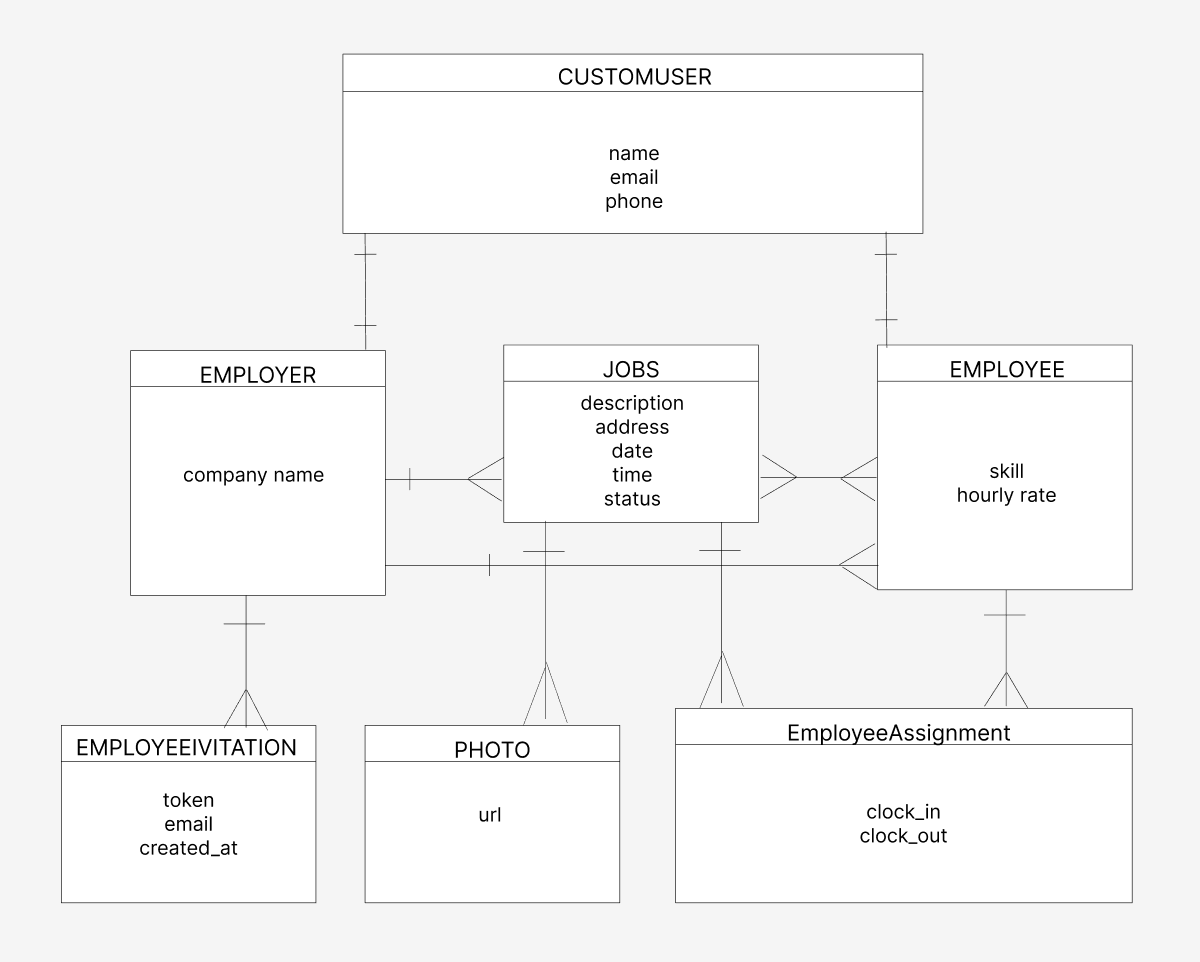 CUSTOMUSER
name
email
phone
EMPLOYER
company name
JOBS
description
address
date
time
status
EMPLOYEE
skill
hourly rate
EMPLOYEEIVITATION
token
email
created_at
PHOTO
url
EmployeeAssignment
clock_in
clock_out